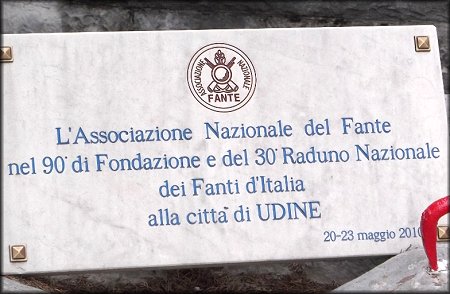 ASSOCIAZIONE NAZIONALE
FANTE
L'Associazione Nazionale del Fante
nel 90° di Fondazione e del 30° Raduno Nazionale
dei Fanti d'Italia
alla città di UDINE
20-23 maggio 2010